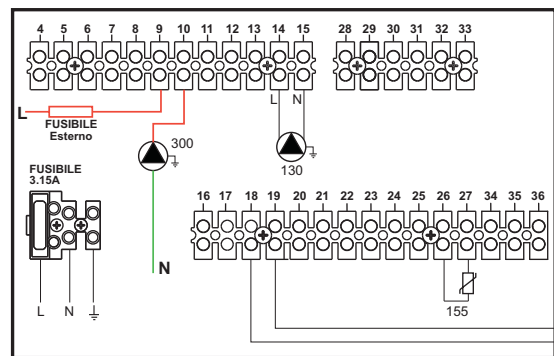 4 5 6 7 8 9 10 11 12 13 14 15 28 29 30 31 32 33
L
FUSIBILE
Esterno
L N
300
130
FUSIBILE
3.15A
16 17 18 19 20 21 22 23 24 25 26 27 34 35 36
N
L N
155